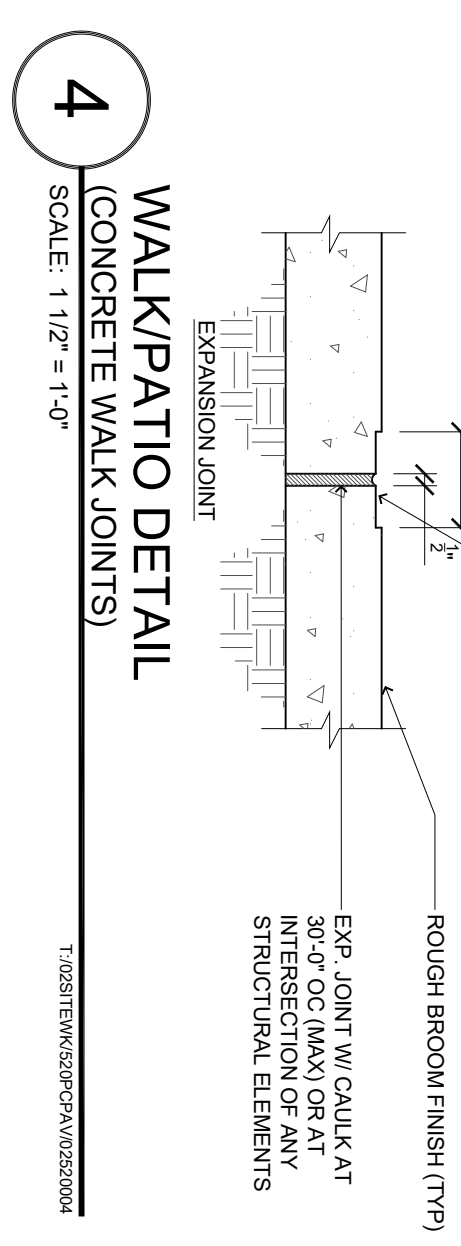 1/2"
ROUGH BROOM FINISH (TYP)
EXP. JOINT W/ CAULK AT
30'-0" OC (MAX) OR AT
INTERSECTION OF ANY
STRUCTURAL ELEMENTS
EXPANSION JOINT
4
WALK/PATIO DETAIL
(CONCRETE WALK JOINTS)
SCALE: 1 1/2" = 1'-0"
T:/02SITEWK/520PCPAV/02520004